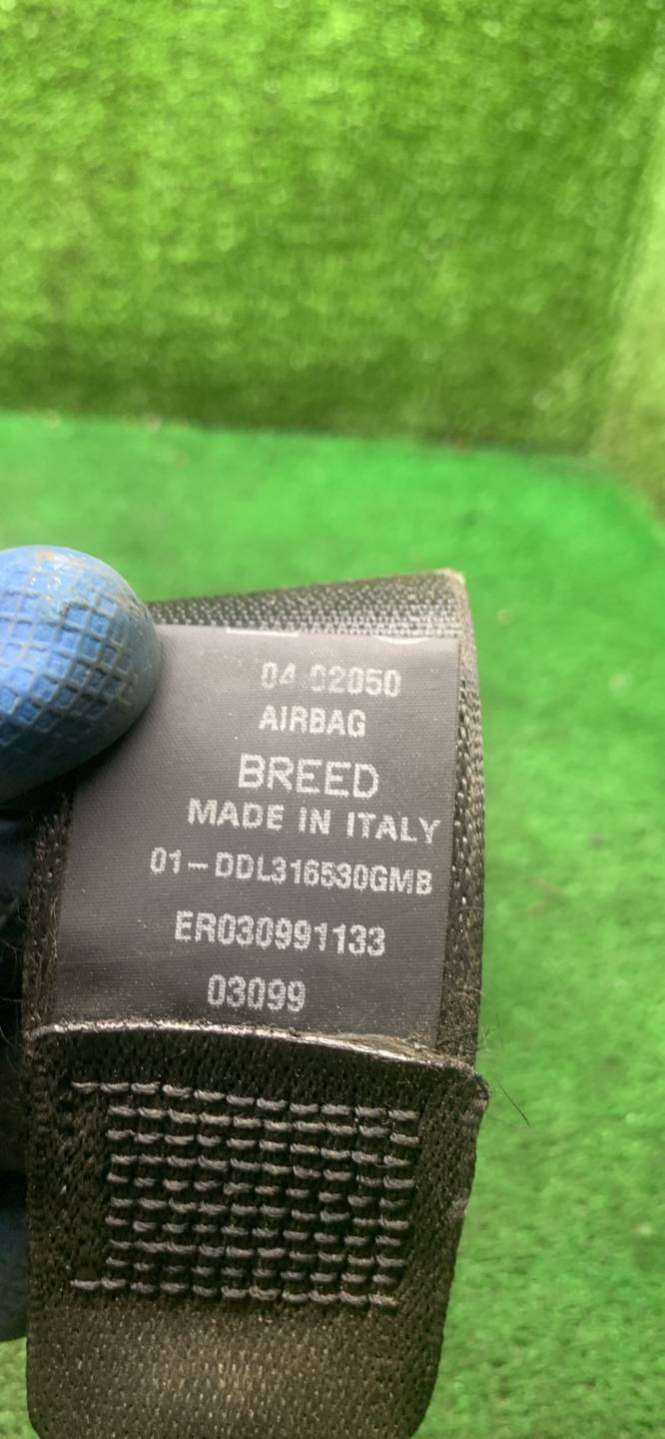 04 02050
AIRBAG
BREED
MADE IN ITALY
01-DDL316530GMB
ER030991133
03099